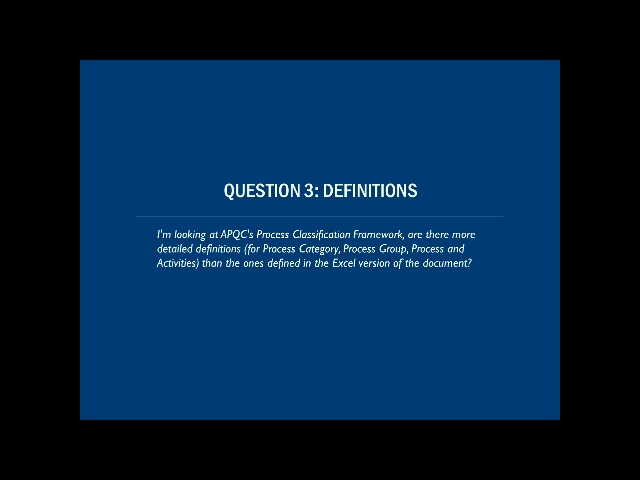 QUESTION 3: DEFINITIONS
I'm looking at APQC's Process Classification Framework, are there more
detailed definitions (for Process Category, Process Group, Process and
Activities) than the ones defined in the Excel version of the document?